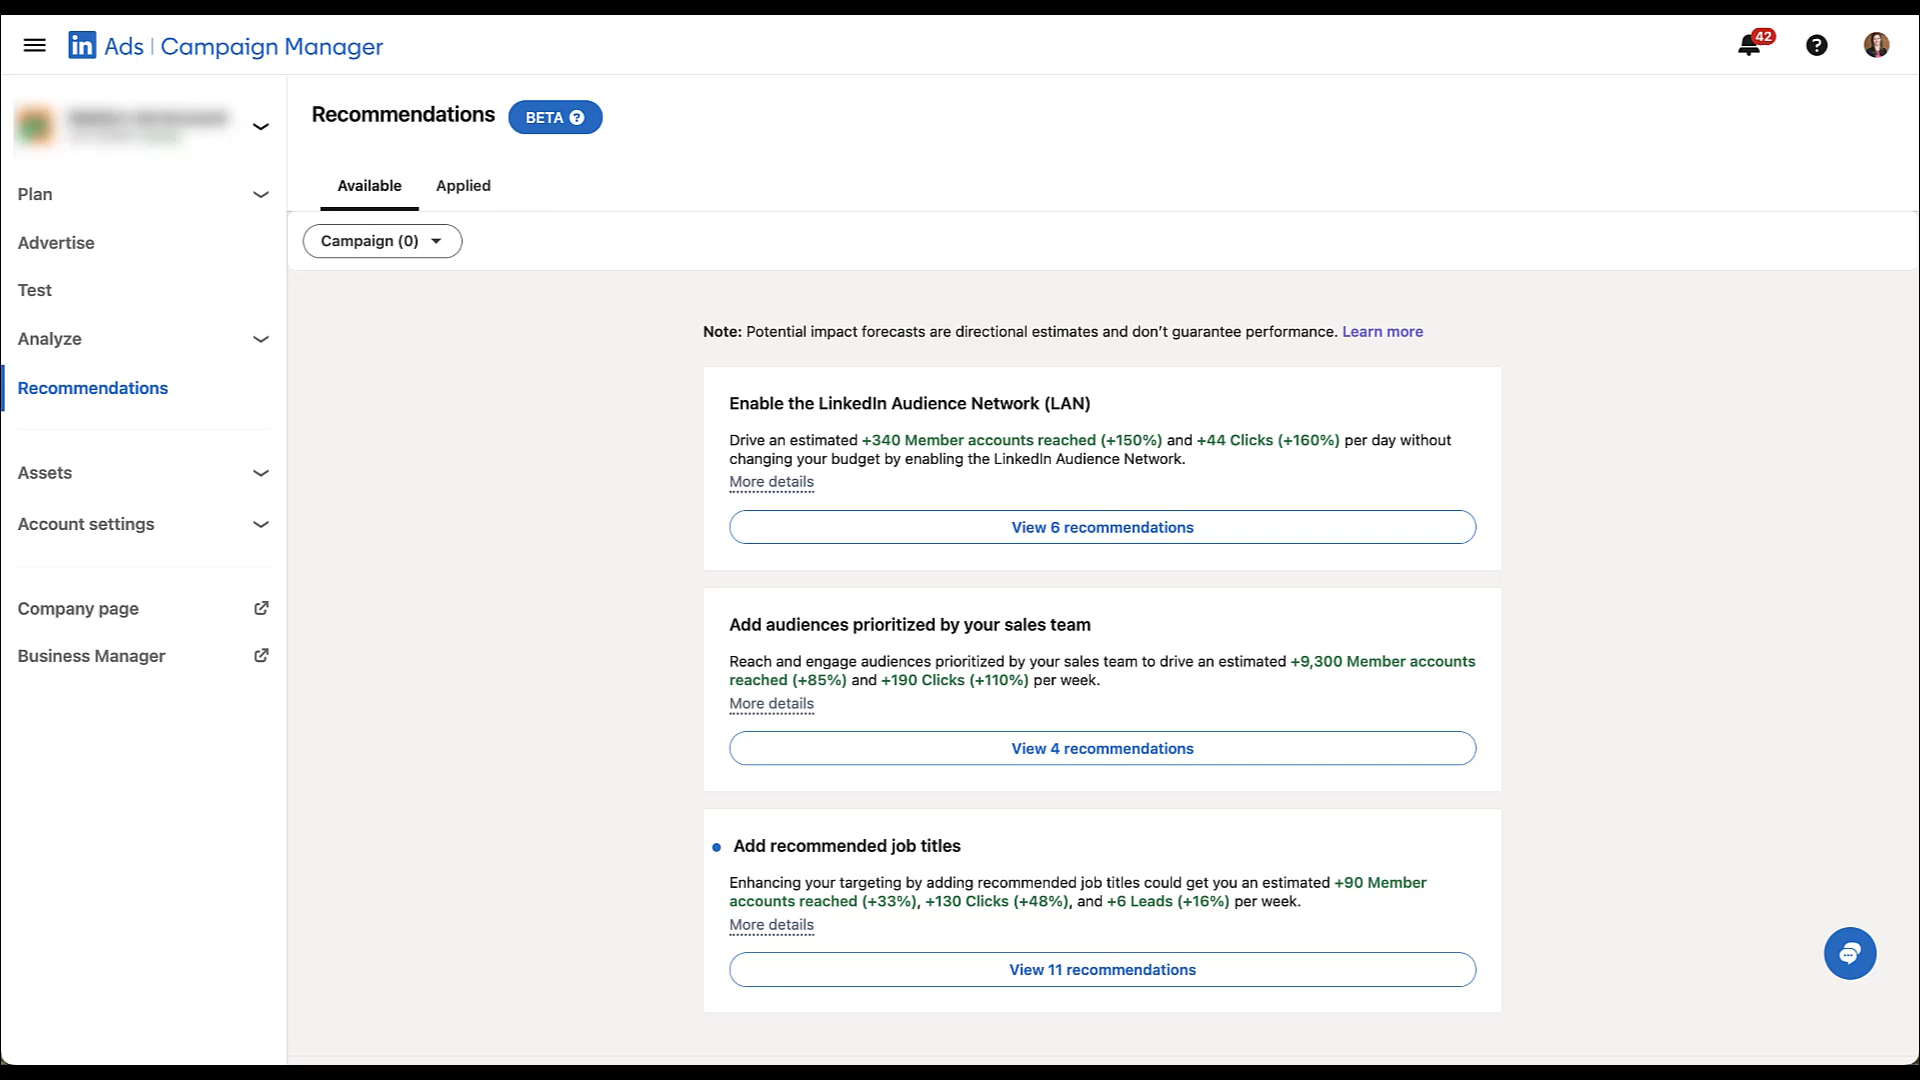 in Ads | Campaign Manager
42
Recommendations
BETA
Available
Applied
Campaign (0)
Plan
Advertise
Test
Analyze
Recommendations
Assets
Account settings
Company page
Business Manager
Note: Potential impact forecasts are directional estimates and don’t guarantee performance. Learn more
Enable the LinkedIn Audience Network (LAN)
Drive an estimated +340 Member accounts reached (+150%) and +44 Clicks (+160%) per day without
changing your budget by enabling the LinkedIn Audience Network.
More details
View 6 recommendations
Add audiences prioritized by your sales team
Reach and engage audiences prioritized by your sales team to drive an estimated +9,300 Member accounts
reached (+85%) and +190 Clicks (+110%) per week.
More details
View 4 recommendations
Add recommended job titles
Enhancing your targeting by adding recommended job titles could get you an estimated +90 Member
accounts reached (+33%), +130 Clicks (+48%), and +6 Leads (+16%) per week.
More details
View 11 recommendations